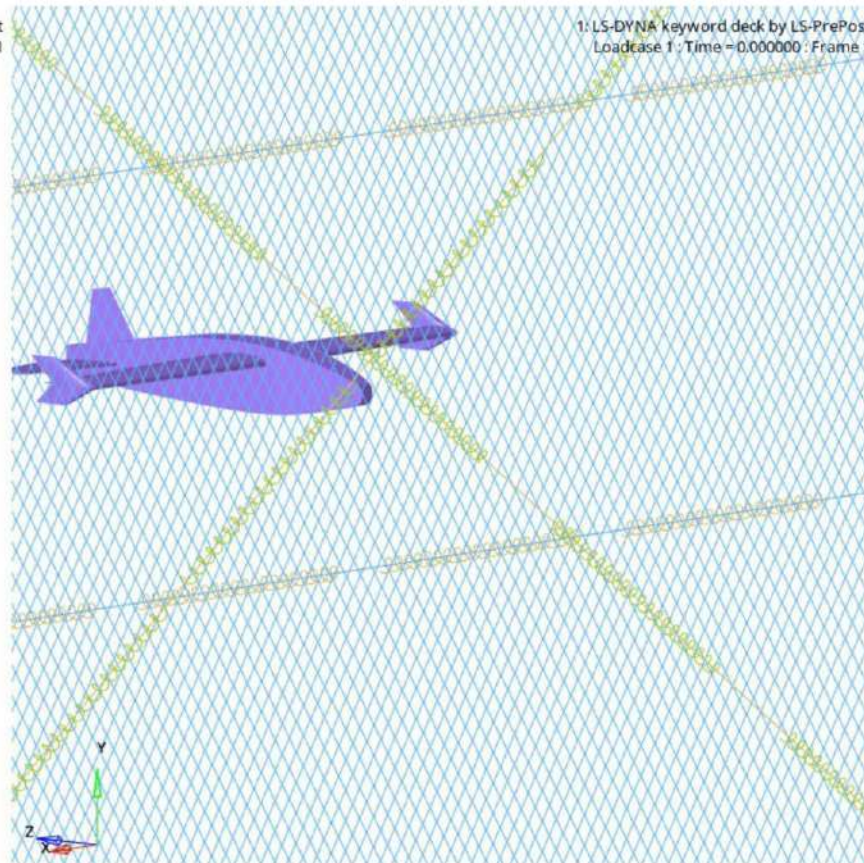 t
1: LS-DYNA keyword deck by LS-PrePos
Loadcase 1 : Time = 0.000000 : Frame
Y
Z
X